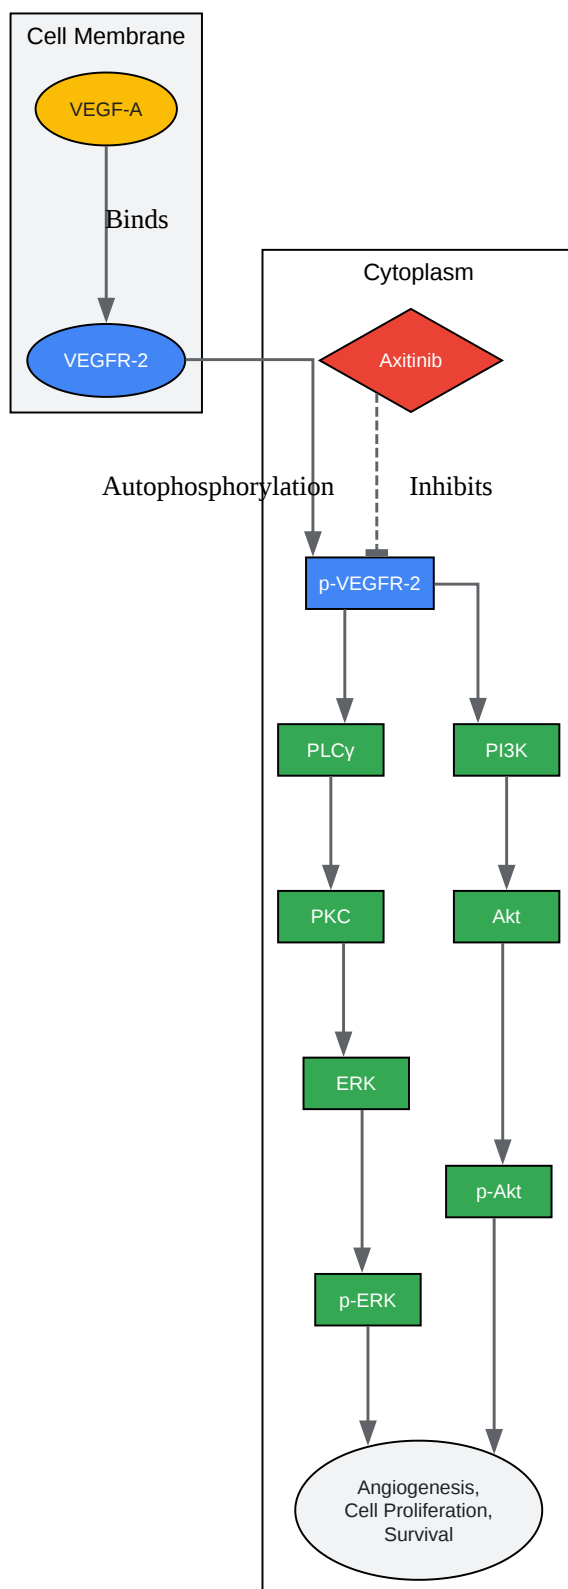 Cell Membrane
VEGF-A
Binds
VEGFR-2
Cytoplasm
Axitinib
Autophosphorylation
Inhibits
p-VEGFR-2
PLCγ
PI3K
PKC
Akt
ERK
p-Akt
p-ERK
Angiogenesis,
Cell Proliferation,
Survival